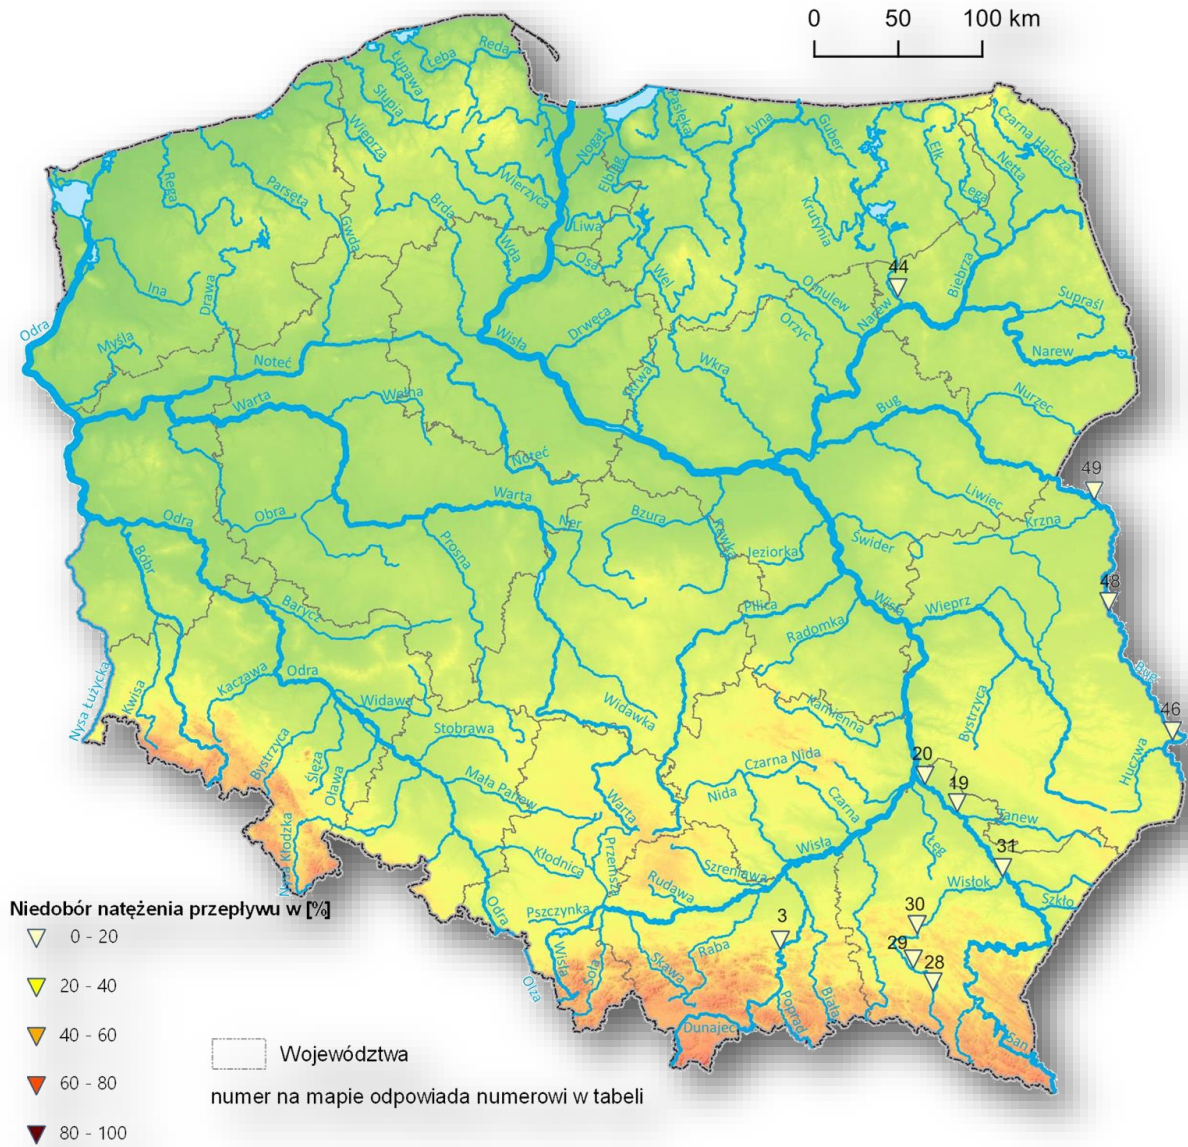 0 50 100 km
Reda
Łeba
Łupawa
Słupia
Wieprza
Pasłęka
Nogat
Elbląg
Łyna
Guber
Ełk
Czarna Hańcza
Netta
Łega
Rega
Parsęta
Wierzyca
Brda
Gwda
Wda
Liwa
Osa
Krutynia
Wel
Omulew
44
Biebrza
Ina
Drawa
Drwęca
Orzyc
Narew
Supraśl
Odra
Myśla
Wisła
Narew
Noteć
Skrwa
Wkra
Warta
Wełna
Bug
Nurzec
Noteć
49
Warta
Liwiec
Odra
Obra
Ner
Bzura
Rawka
Krzna
Bóbr
Prosna
Jeziorka
Świder
48
Barycz
Pilica
Wisła
Wieprz
Radomka
Bug
Nysa Łużycka
Kwisa
Kaczawa
Odra
Widawa
Widawka
Kamienna
Bystrzyca
46
Stobrawa
Bystrzyca
Ślęza
Oława
Huczwa
20
Czarna Nida
19
Mała Panew
Nida
Czarna
Warta
Tanew
Nysa Kłodzka
Kłodnica
Przemsza
Wisła
Łęg
31
Szreniawa
Wisłok
Rudawa
Szkło
Niedobór natężenia przepływu w [%]
Pszczynka
Odra
3
30
0 - 20
Raba
29
Wisła
Soła
Skawa
28
20 - 40
Olza
Poprad
Biała
40 - 60
Dunajec
San
Województwa
60 - 80
numer na mapie odpowiada numerowi w tabeli
80 - 100